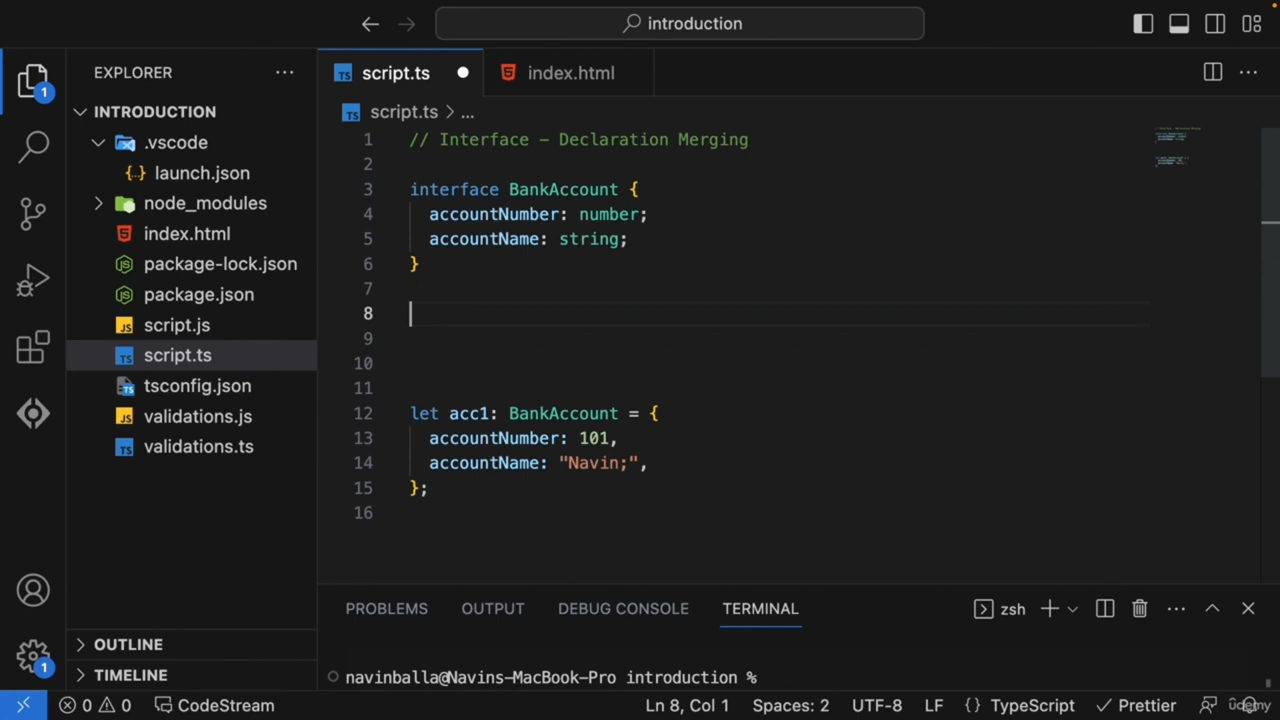 introduction
EXPLORER
script.ts
index.html
1
INTRODUCTION
script.ts > ...
.vscode
launch.json
node_modules
index.html
package-lock.json
package.json
script.js
script.ts
tsconfig.json
validations.js
validations.ts
1 // Interface - Declaration Merging
2
3 interface BankAccount {
4 accountNumber: number;
5 accountName: string;
6 }
7
8
9
10
11
12 let acc1: BankAccount = {
13 accountNumber: 101,
14 accountName: "Navin;",
15 };
16
PROBLEMS OUTPUT DEBUG CONSOLE TERMINAL zsh
navinballa@Navins-MacBook-Pro introduction %
OUTLINE
TIMELINE
1
0 0 CodeStream Ln 8, Col 1 Spaces: 2 UTF-8 LF {} TypeScript Prettier
udemy